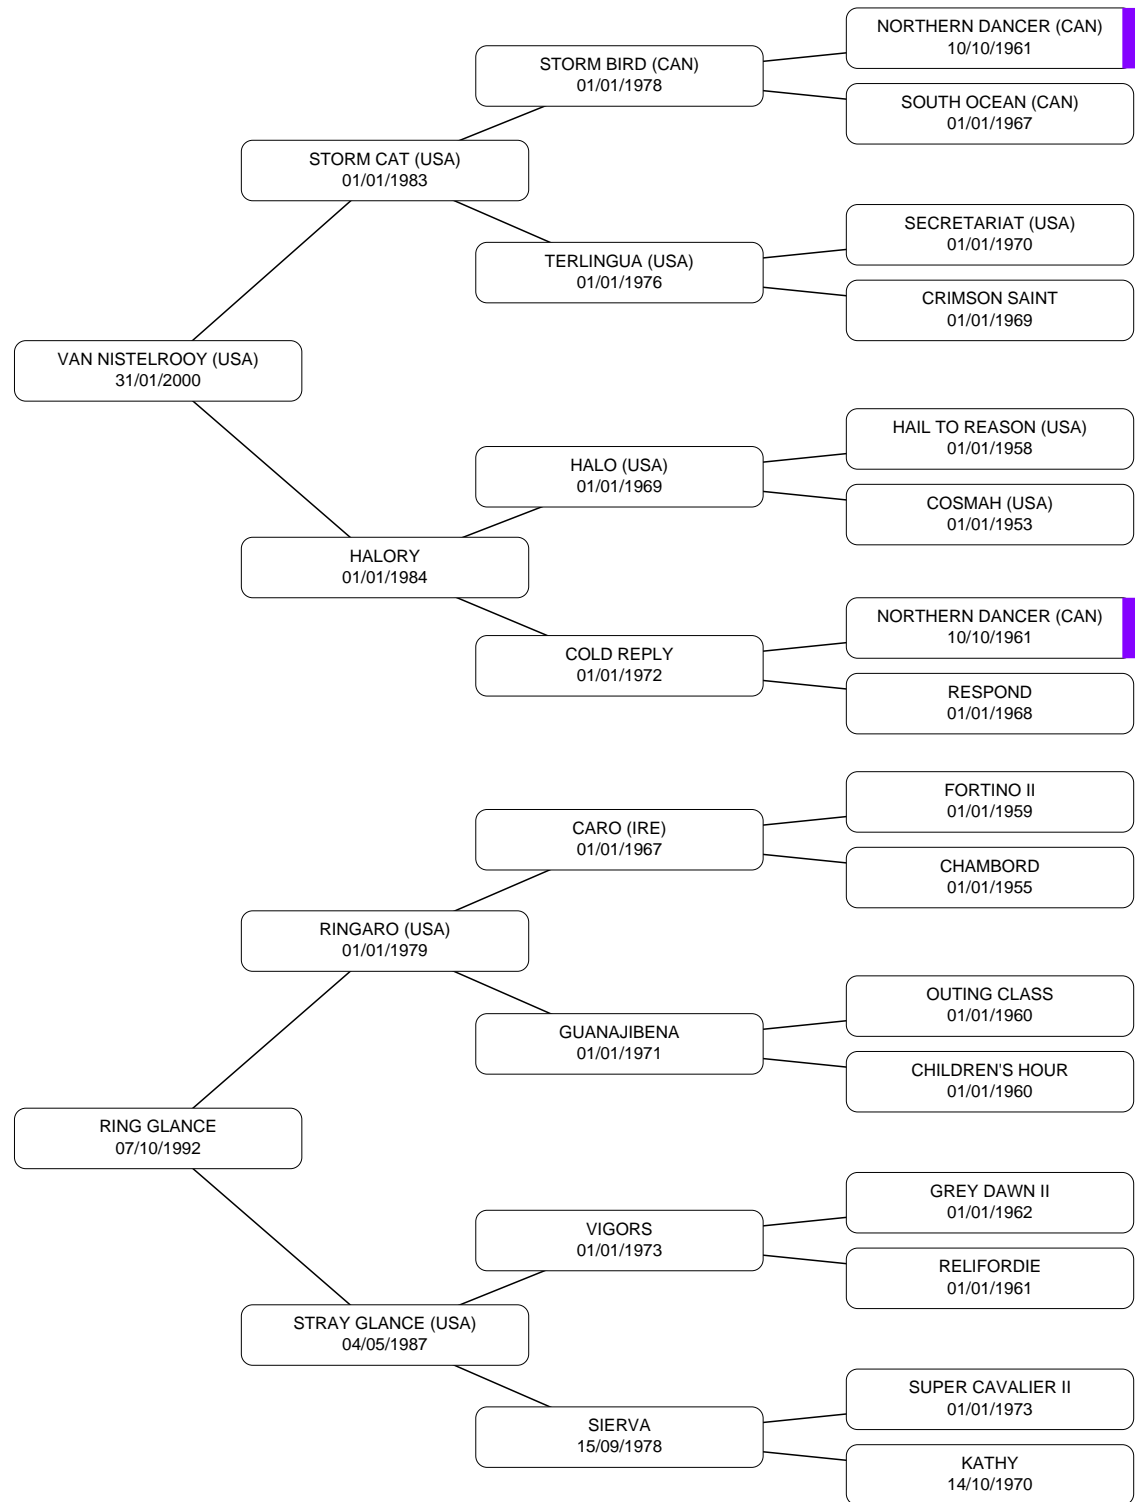 NORTHERN DANCER (CAN)
10/10/1961
STORM BIRD (CAN)
01/01/1978
SOUTH OCEAN (CAN)
01/01/1967
STORM CAT (USA)
01/01/1983
SECRETARIAT (USA)
01/01/1970
TERLINGUA (USA)
01/01/1976
CRIMSON SAINT
01/01/1969
VAN NISTELROOY (USA)
31/01/2000
HAIL TO REASON (USA)
01/01/1958
HALO (USA)
01/01/1969
COSMAH (USA)
01/01/1953
HALORY
01/01/1984
NORTHERN DANCER (CAN)
10/10/1961
COLD REPLY
01/01/1972
RESPOND
01/01/1968
FORTINO II
01/01/1959
CARO (IRE)
01/01/1967
CHAMBORD
01/01/1955
RINGARO (USA)
01/01/1979
OUTING CLASS
01/01/1960
GUANAJIBENA
01/01/1971
CHILDREN'S HOUR
01/01/1960
RING GLANCE
07/10/1992
GREY DAWN II
01/01/1962
VIGORS
01/01/1973
RELIFORDIE
01/01/1961
STRAY GLANCE (USA)
04/05/1987
SUPER CAVALIER II
01/01/1973
SIERVA
15/09/1978
KATHY
14/10/1970